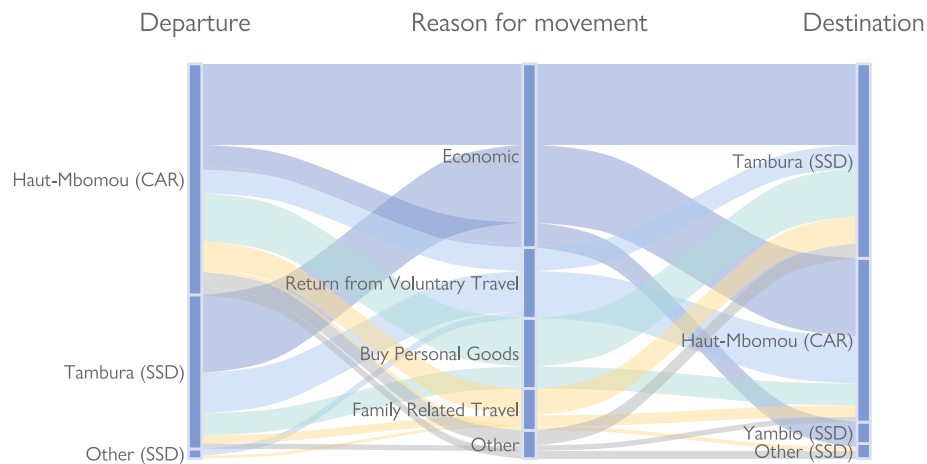 Departure
Reason for movement
Destination
Haut-Mbomou (CAR)
Tambura (SSD)
Other (SSD)
Economic
Return from Voluntary Travel
Buy Personal Goods
Family Related Travel
Other
Tambura (SSD)
Haut-Mbomou (CAR)
Yambio (SSD)
Other (SSD)